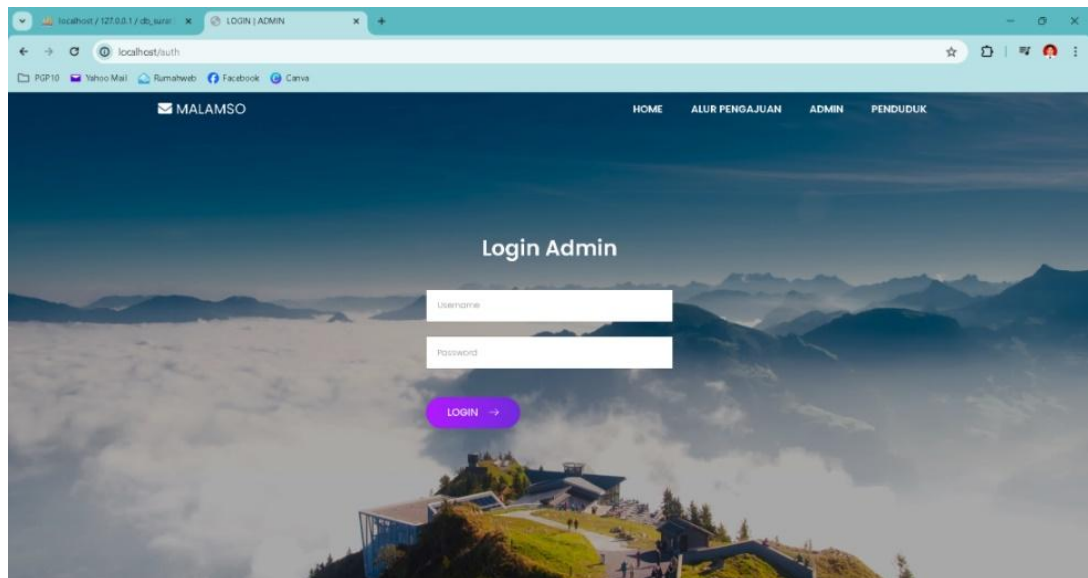 localhost / 127.0.0.1 / db_surat
LOGIN | ADMIN
localhost/auth
PGP10 Yahoo Mail Rumahweb Facebook Canva
MALAMSO
HOME ALUR PENGAJUAN ADMIN PENDUDUK
Login Admin
Username
Password
LOGIN →